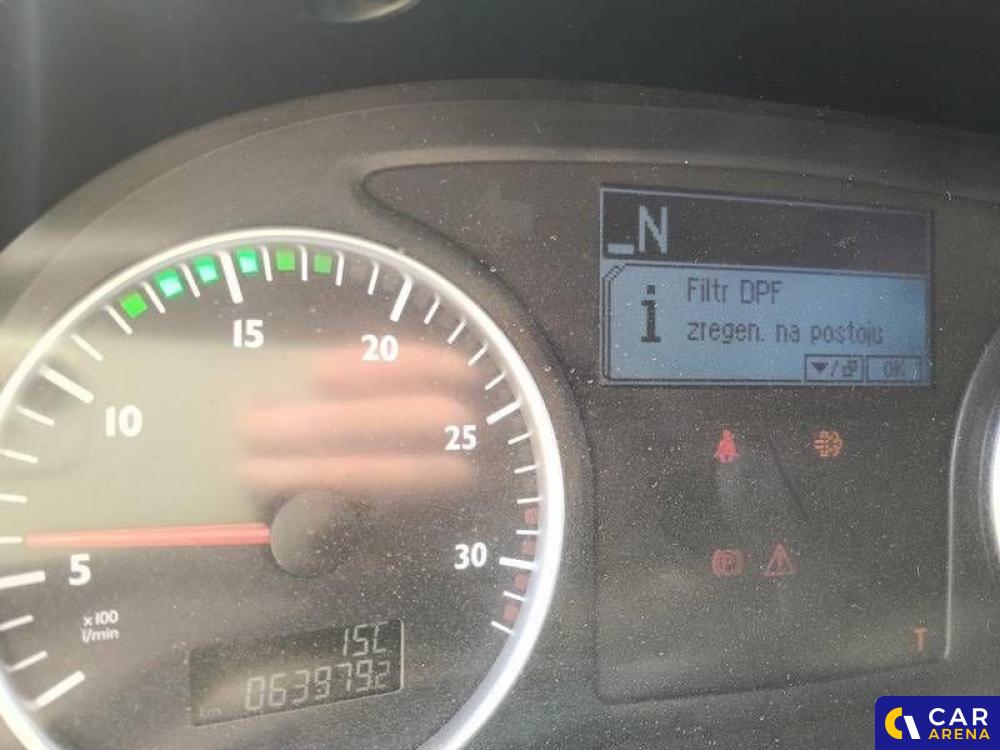 _N
i
Filtr DPF
zregen. na postoju
OK
5
10
15
20
25
30
x100
1/min
15C
km 0639792
P
T
CAR
ARENA